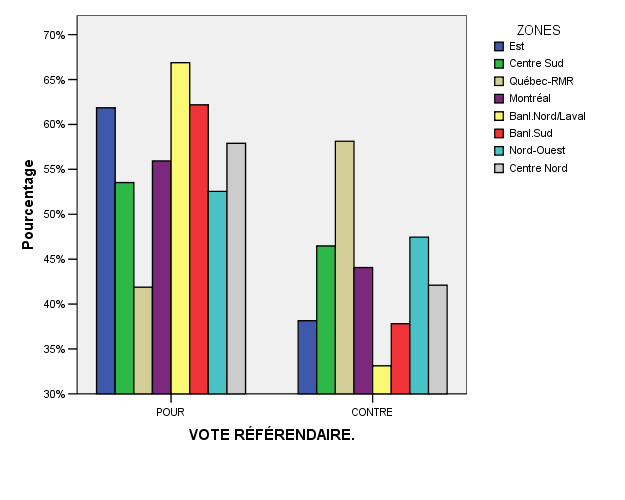 ZONES
Est
Centre Sud
Québec-RMR
Montréal
Banl.Nord/Laval
Banl.Sud
Nord-Ouest
Centre Nord
Pourcentage
70%
65%
60%
55%
50%
45%
40%
35%
30%
POUR
CONTRE
VOTE RÉFÉRENDAIRE.